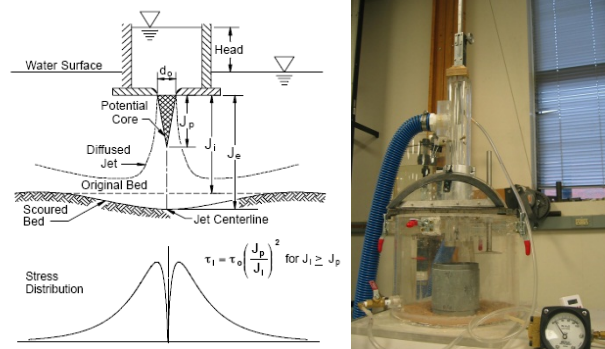 Head
Water Surface
d₀
Potential
Core
Jₚ
Jᵢ
Jₑ
Diffused
Jet
Original Bed
Scoured
Bed
Jet Centerline
Stress
Distribution
τᵢ = τₒ (Jₚ / Jᵢ)² for Jᵢ ≥ Jₚ